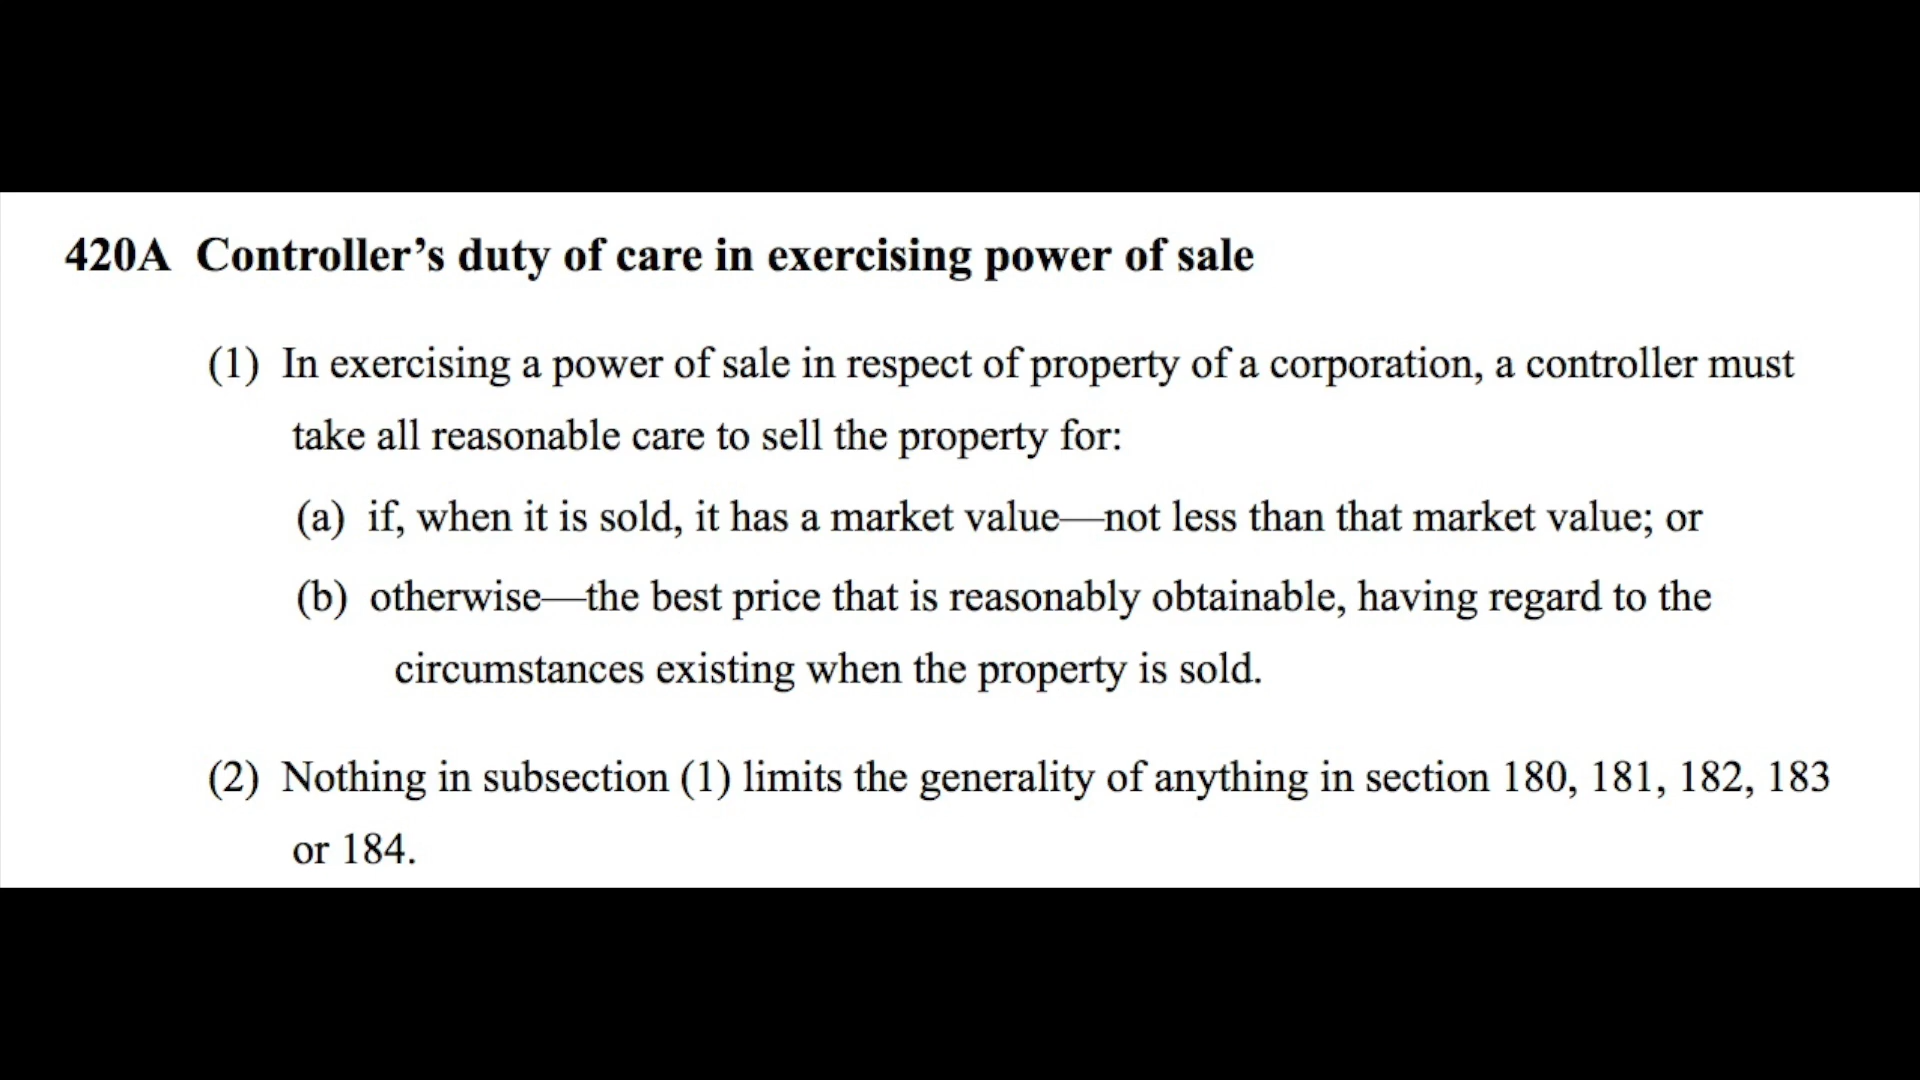 420A Controller’s duty of care in exercising power of sale
(1) In exercising a power of sale in respect of property of a corporation, a controller must
take all reasonable care to sell the property for:
(a) if, when it is sold, it has a market value—not less than that market value; or
(b) otherwise—the best price that is reasonably obtainable, having regard to the
circumstances existing when the property is sold.
(2) Nothing in subsection (1) limits the generality of anything in section 180, 181, 182, 183
or 184.